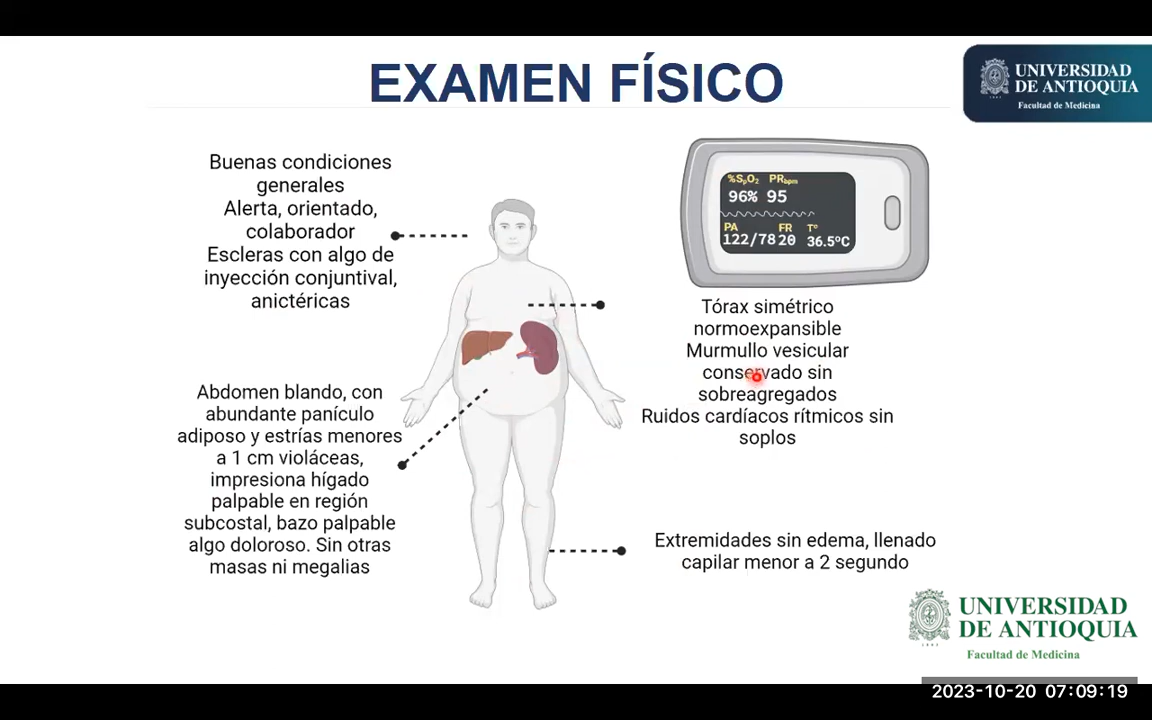 EXAMEN FÍSICO
UNIVERSIDAD
DE ANTIOQUIA
Facultad de Medicina
Buenas condiciones
generales
Alerta, orientado,
colaborador
Escleras con algo de
inyección conjuntival,
anictéricas
%SpO2 PRbpm
96% 95
PA FR T°
122/78 20 36.5°C
Tórax simétrico
normoexpansible
Murmullo vesicular
conservado sin
sobreagregados
Ruidos cardíacos rítmicos sin
soplos
Abdomen blando, con
abundante panículo
adiposo y estrías menores
a 1 cm violáceas,
impresiona hígado
palpable en región
subcostal, bazo palpable
algo doloroso. Sin otras
masas ni megalias
Extremidades sin edema, llenado
capilar menor a 2 segundo
UNIVERSIDAD
DE ANTIOQUIA
Facultad de Medicina
2023-10-20 07:09:19